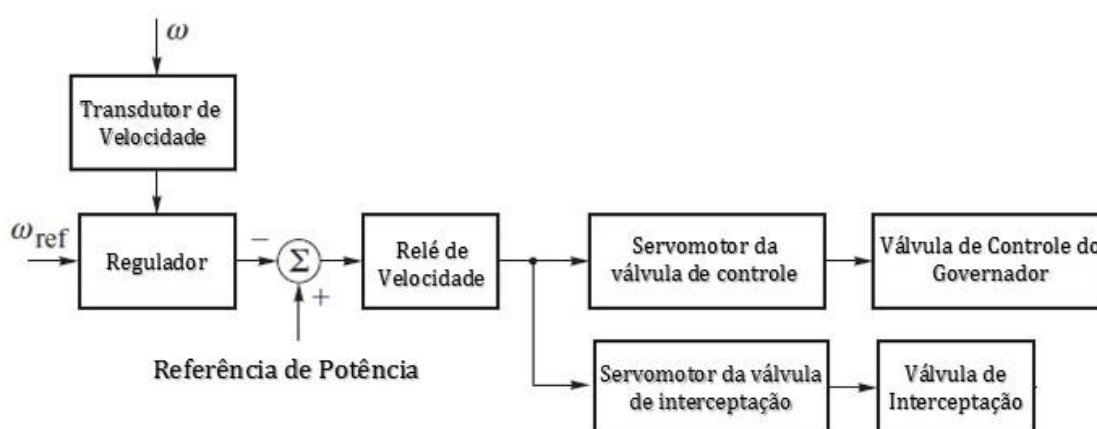 ω
Transdutor de
Velocidade
ω ref
Regulador
−
Σ
+
Referência de Potência
Relé de
Velocidade
Servomotor da
válvula de controle
Válvula de Controle do
Governador
Servomotor da válvula
de interceptação
Válvula de
Interceptação